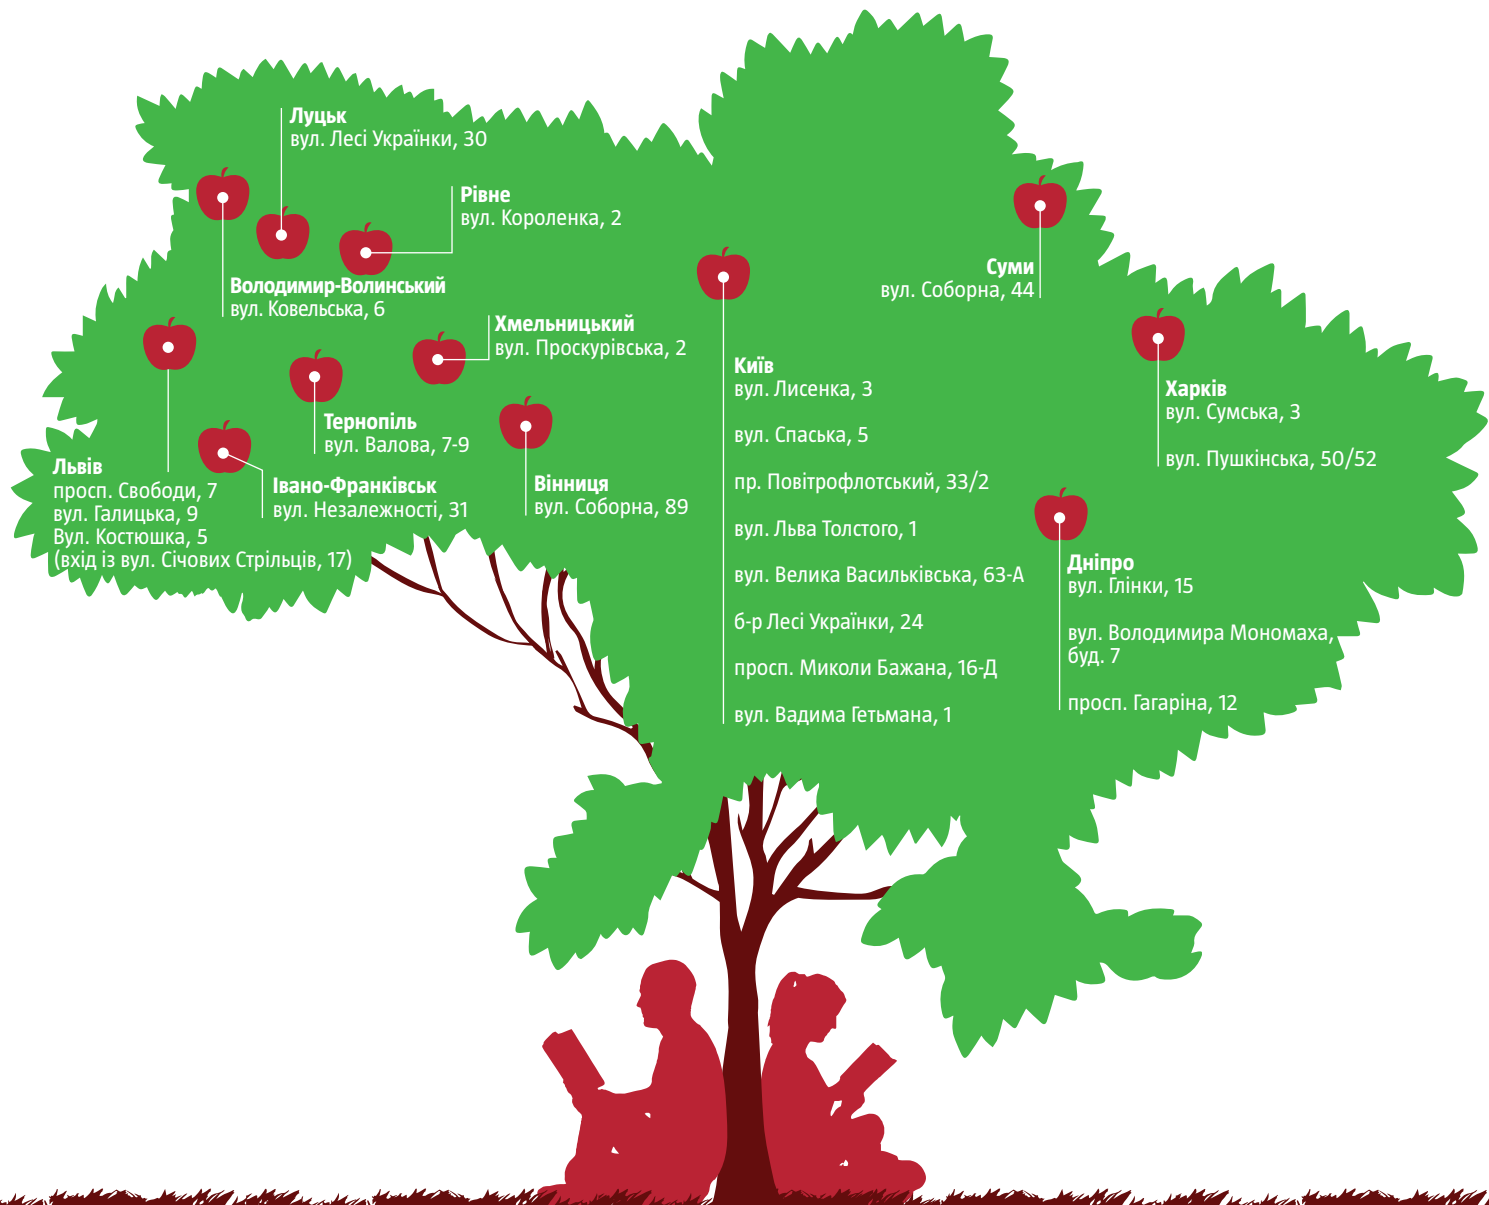 Луцьк
вул. Лесі Українки, 30
Рівне
вул. Короленка, 2
Володимир-Волинський
вул. Ковельська, 6
Хмельницький
вул. Проскурівська, 2
Тернопіль
вул. Валова, 7-9
Львів
просп. Свободи, 7
вул. Галицька, 9
Вул. Костюшка, 5
(вхід із вул. Січових Стрільців, 17)
Івано-Франківськ
вул. Незалежності, 31
Вінниця
вул. Соборна, 89
Київ
вул. Лисенка, 3
вул. Спаська, 5
пр. Повітрофлотський, 33/2
вул. Льва Толстого, 1
вул. Велика Васильківська, 63-А
б-р Лесі Українки, 24
просп. Миколи Бажана, 16-Д
вул. Вадима Гетьмана, 1
Суми
вул. Соборна, 44
Харків
вул. Сумська, 3
вул. Пушкінська, 50/52
Дніпро
вул. Глінки, 15
вул. Володимира Мономаха,
буд. 7
просп. Гагаріна, 12